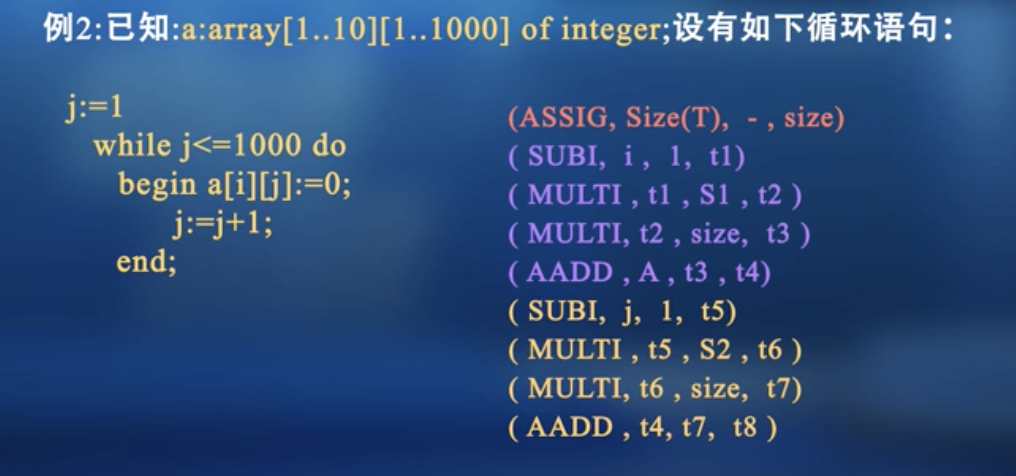 例2:已知:a:array[1..10][1..1000] of integer;设有如下循环语句：
j:=1
while j<=1000 do
begin a[i][j]:=0;
j:=j+1;
end;
(ASSIG, Size(T), - , size)
( SUBI, i , 1, t1)
( MULTI , t1 , S1 , t2 )
( MULTI, t2 , size, t3 )
( AADD , A , t3 , t4)
( SUBI, j, 1, t5)
( MULTI , t5 , S2 , t6 )
( MULTI, t6 , size, t7)
( AADD , t4, t7, t8 )